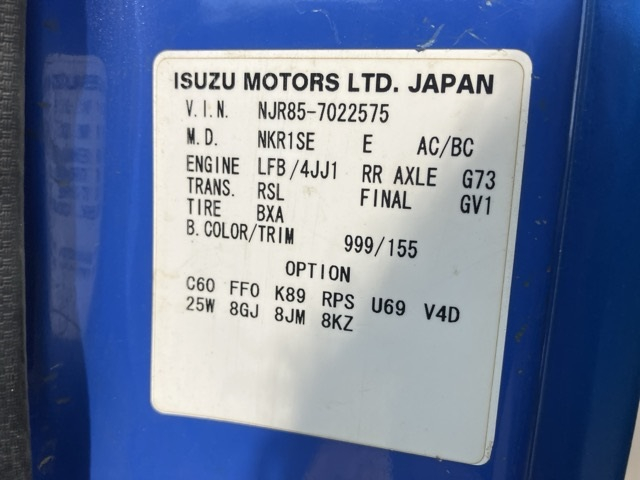 ISUZU MOTORS LTD. JAPAN
V.I.N. NJR85-7022575
M.D. NKR1SE E AC/BC
ENGINE LFB/4JJ1 RR AXLE G73
TRANS. RSL FINAL GV1
TIRE BXA
B.COLOR/TRIM 999/155
OPTION
C60 FF0 K89 RPS U69 V4D
25W 8GJ 8JM 8KZ